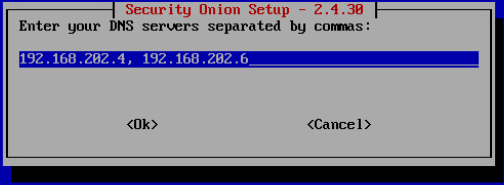 Security Onion Setup - 2.4.30
Enter your DNS servers separated by commas:
192.168.202.4, 192.168.202.6
<Ok> <Cancel>